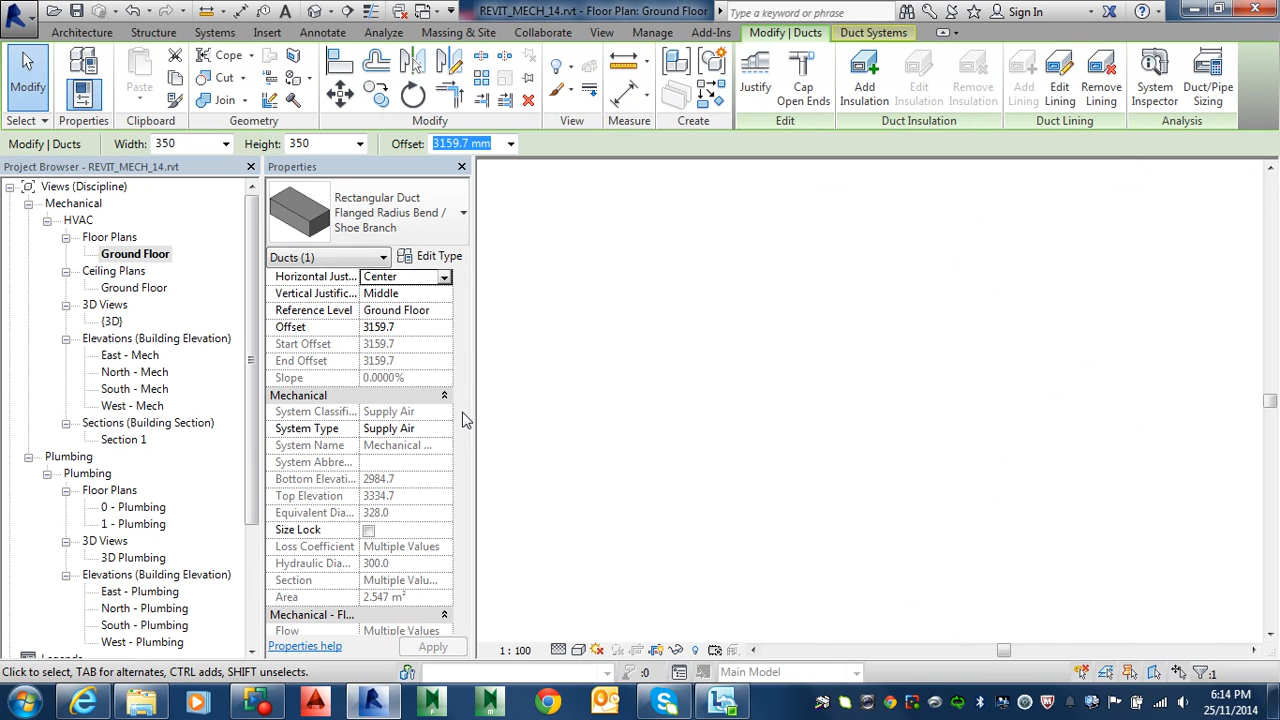 REVIT_MECH_14.rvt - Floor Plan: Ground Floor
Type a keyword or phrase
Sign In
Architecture
Structure
Systems
Insert
Annotate
Analyze
Massing & Site
Collaborate
View
Manage
Add-Ins
Modify | Ducts
Duct Systems
Modify
Paste
Cope
Cut
Join
Justify
Cap Open Ends
Add Insulation
Edit Insulation
Remove Insulation
Add Lining
Edit Lining
Remove Lining
System Inspector
Duct/Pipe Sizing
Select
Properties
Clipboard
Geometry
Modify
View
Measure
Create
Edit
Duct Insulation
Duct Lining
Analysis
Modify | Ducts
Width: 350
Height: 350
Offset: 3159.7 mm
Project Browser - REVIT_MECH_14.rvt
Views (Discipline)
Mechanical
HVAC
Floor Plans
Ground Floor
Ceiling Plans
Ground Floor
3D Views
{3D}
Elevations (Building Elevation)
East - Mech
North - Mech
South - Mech
West - Mech
Sections (Building Section)
Section 1
Plumbing
Plumbing
Floor Plans
0 - Plumbing
1 - Plumbing
3D Views
3D Plumbing
Elevations (Building Elevation)
East - Plumbing
North - Plumbing
South - Plumbing
West - Plumbing
Properties
Rectangular Duct
Flanged Radius Bend /
Shoe Branch
Ducts (1)
Edit Type
Horizontal Just... Center
Vertical Justific... Middle
Reference Level Ground Floor
Offset 3159.7
Start Offset 3159.7
End Offset 3159.7
Slope 0.0000%
Mechanical
System Classifi... Supply Air
System Type Supply Air
System Name Mechanical ...
System Abbre...
Bottom Elevati... 2984.7
Top Elevation 3334.7
Equivalent Dia... 328.0
Size Lock
Loss Coefficient Multiple Values
Hydraulic Dia... 300.0
Section Multiple Valu...
Area 2.547 m²
Mechanical - Fl...
Flow Multiple Values
Properties help
Apply
1 : 100
Click to select, TAB for alternates, CTRL adds, SHIFT unselects.
:0
Main Model
:1
6:14 PM
25/11/2014